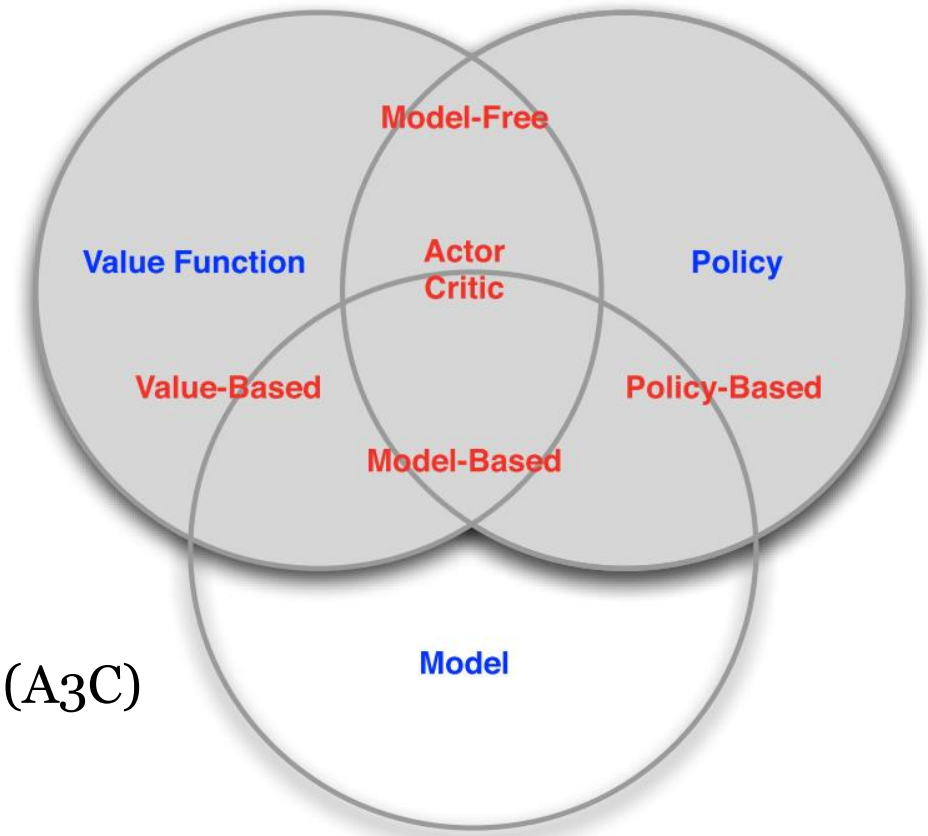 Model-Free
Value Function
Actor
Critic
Policy
Value-Based
Policy-Based
Model-Based
Model
(A3C)